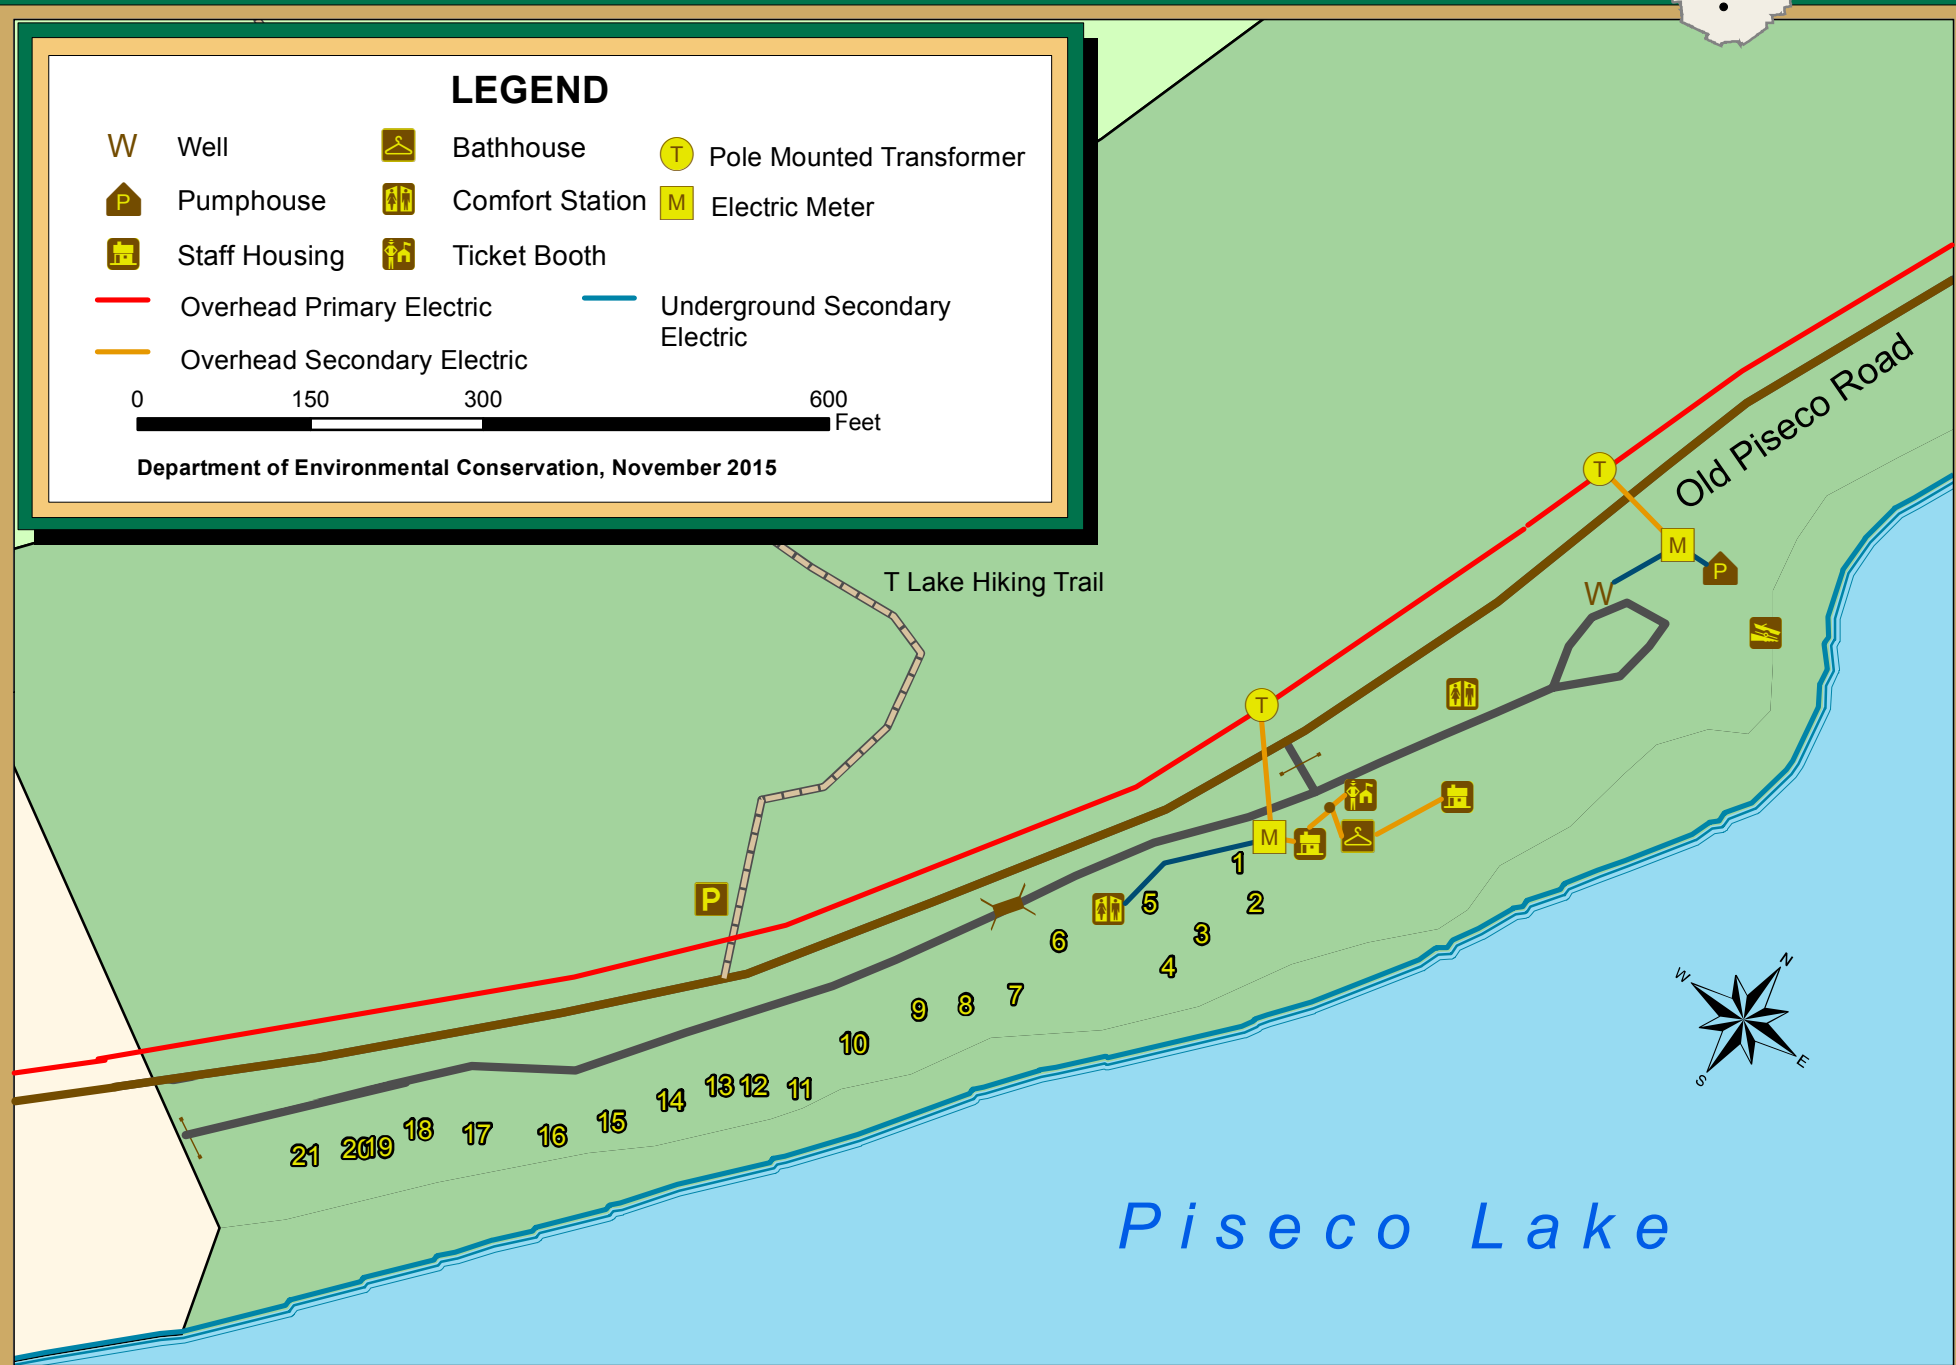 LEGEND
W Well
Bathhouse
T Pole Mounted Transformer
P Pumphouse
Comfort Station
M Electric Meter
Staff Housing
Ticket Booth
Overhead Primary Electric
Underground Secondary
Electric
Overhead Secondary Electric
0 150 300 600
Feet
Department of Environmental Conservation, November 2015
Old Piseco Road
T
M
P
W
T Lake Hiking Trail
T
M
P
1
2
3
4
5
6
7
8
9
10
11
12
13
14
15
16
17
18
19
20
21
N
W
E
S
Piseco Lake